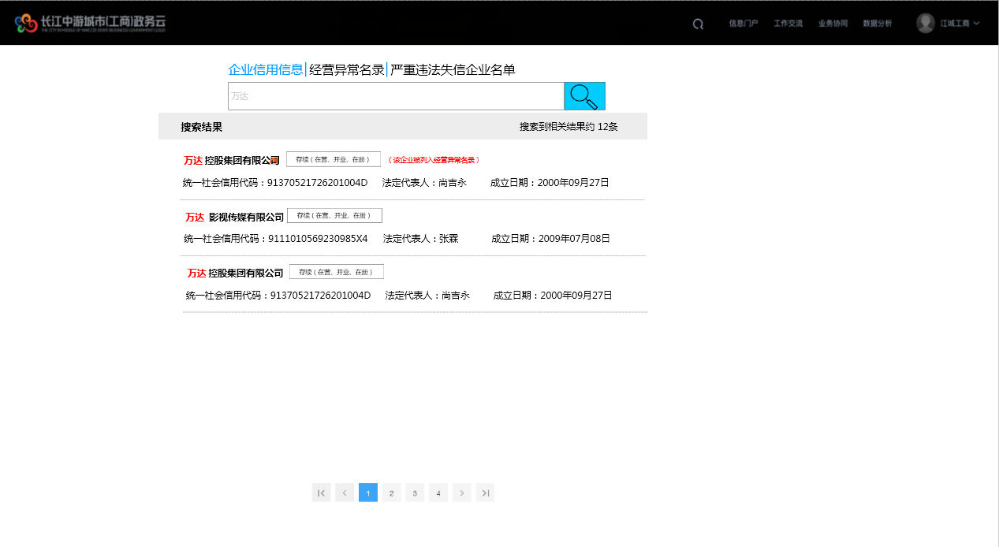 长江中游城市(工商)政务云
THE CITY IN MIDDLE OF YANGTZE RIVER (BUSINESS) GOVERNMENT CLOUD
信息门户 工作交流 业务协同 数据分析 江城工商
企业信用信息 经营异常名录 严重违法失信企业名单
万达
搜索结果 搜索到相关结果约 12条
万达 控股集团有限公司 存续(在营、开业、在册) (该企业被列入经营异常名录)
统一社会信用代码:91370521726201004D 法定代表人:尚吉永 成立日期:2000年09月27日
万达 影视传媒有限公司 存续(在营、开业、在册)
统一社会信用代码:9111010569230985X4 法定代表人:张霖 成立日期:2009年07月08日
万达 控股集团有限公司 存续(在营、开业、在册)
统一社会信用代码:91370521726201004D 法定代表人:尚吉永 成立日期:2000年09月27日
1 2 3 4